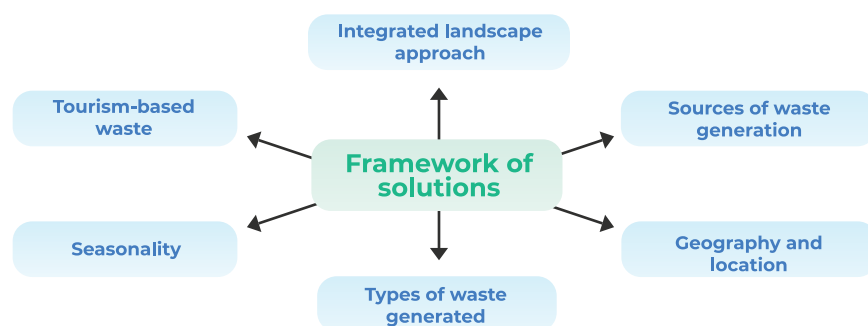 Integrated landscape
approach
Tourism-based
waste
Sources of waste
generation
Framework of
solutions
Seasonality
Geography and
location
Types of waste
generated